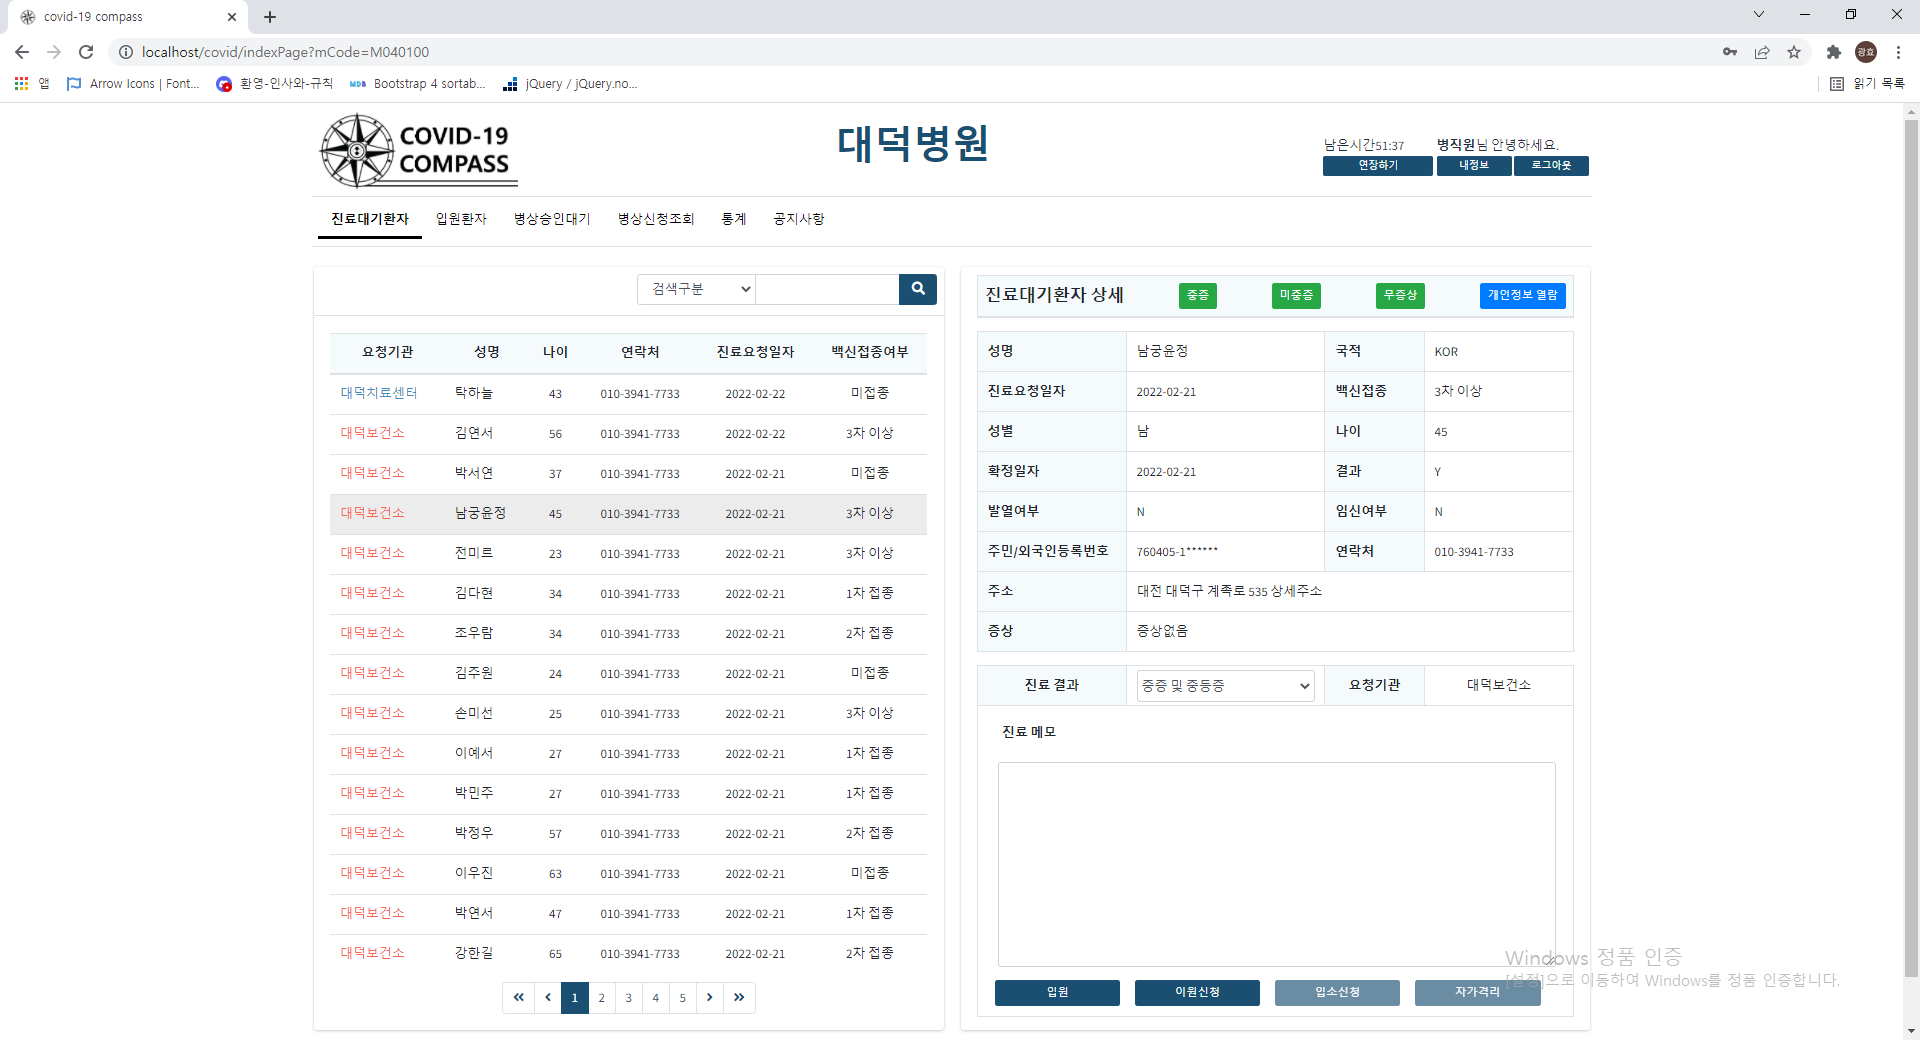 covid-19 compass
localhost/covid/indexPage?mCode=M040100
광효
앱 Arrow Icons | Font... 환영-인사와-규칙 MDB Bootstrap 4 sortab... jQuery / jQuery.no... 읽기 목록
COVID-19
COMPASS
대덕병원
남은시간51:37 병직원님 안녕하세요.
연장하기 내정보 로그아웃
진료대기환자 입원환자 병상승인대기 병상신청조회 통계 공지사항
검색구분
요청기관 성명 나이 연락처 진료요청일자 백신접종여부
대덕치료센터 탁하늘 43 010-3941-7733 2022-02-22 미접종
대덕보건소 김연서 56 010-3941-7733 2022-02-22 3차 이상
대덕보건소 박서연 37 010-3941-7733 2022-02-21 미접종
대덕보건소 남궁윤정 45 010-3941-7733 2022-02-21 3차 이상
대덕보건소 전미르 23 010-3941-7733 2022-02-21 3차 이상
대덕보건소 김다현 34 010-3941-7733 2022-02-21 1차 접종
대덕보건소 조우람 34 010-3941-7733 2022-02-21 2차 접종
대덕보건소 김주원 24 010-3941-7733 2022-02-21 미접종
대덕보건소 손미선 25 010-3941-7733 2022-02-21 3차 이상
대덕보건소 이예서 27 010-3941-7733 2022-02-21 1차 접종
대덕보건소 박민주 27 010-3941-7733 2022-02-21 1차 접종
대덕보건소 박정우 57 010-3941-7733 2022-02-21 2차 접종
대덕보건소 이우진 63 010-3941-7733 2022-02-21 미접종
대덕보건소 박연서 47 010-3941-7733 2022-02-21 1차 접종
대덕보건소 강한길 65 010-3941-7733 2022-02-21 2차 접종
« ‹ 1 2 3 4 5 › »
진료대기환자 상세 중증 미중증 무증상 개인정보 열람
성명 남궁윤정 국적 KOR
진료요청일자 2022-02-21 백신접종 3차 이상
성별 남 나이 45
확정일자 2022-02-21 결과 Y
발열여부 N 임신여부 N
주민/외국인등록번호 760405-1****** 연락처 010-3941-7733
주소 대전 대덕구 계족로 535 상세주소
증상 증상없음
진료 결과 중증 및 중등증 요청기관 대덕보건소
진료 메모
입원 이원신청 입소신청 자가격리
Windows 정품 인증
[설정]으로 이동하여 Windows를 정품 인증합니다.